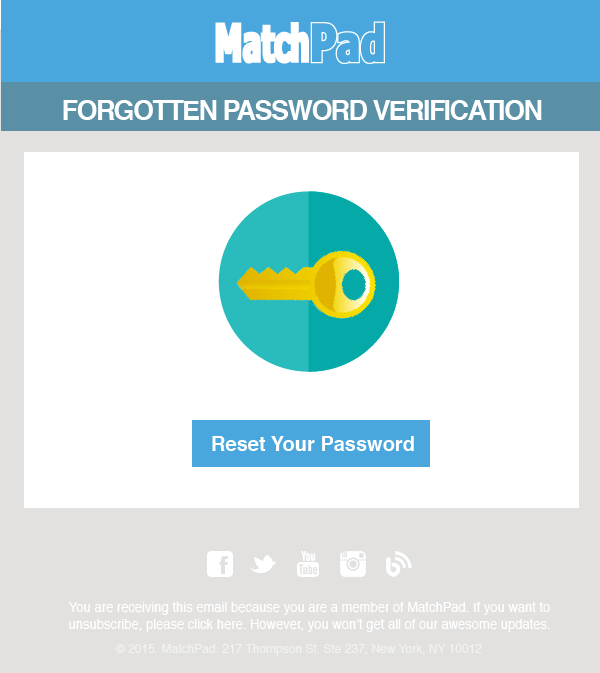 MatchPad
FORGOTTEN PASSWORD VERIFICATION
Reset Your Password
f You Tube b
You are receiving this email because you are a member of MatchPad. If you want to
unsubscribe, please click here. However, you won't get all of our awesome updates.
© 2015. MatchPad. 217 Thompson St. Ste 237, New York, NY 10012